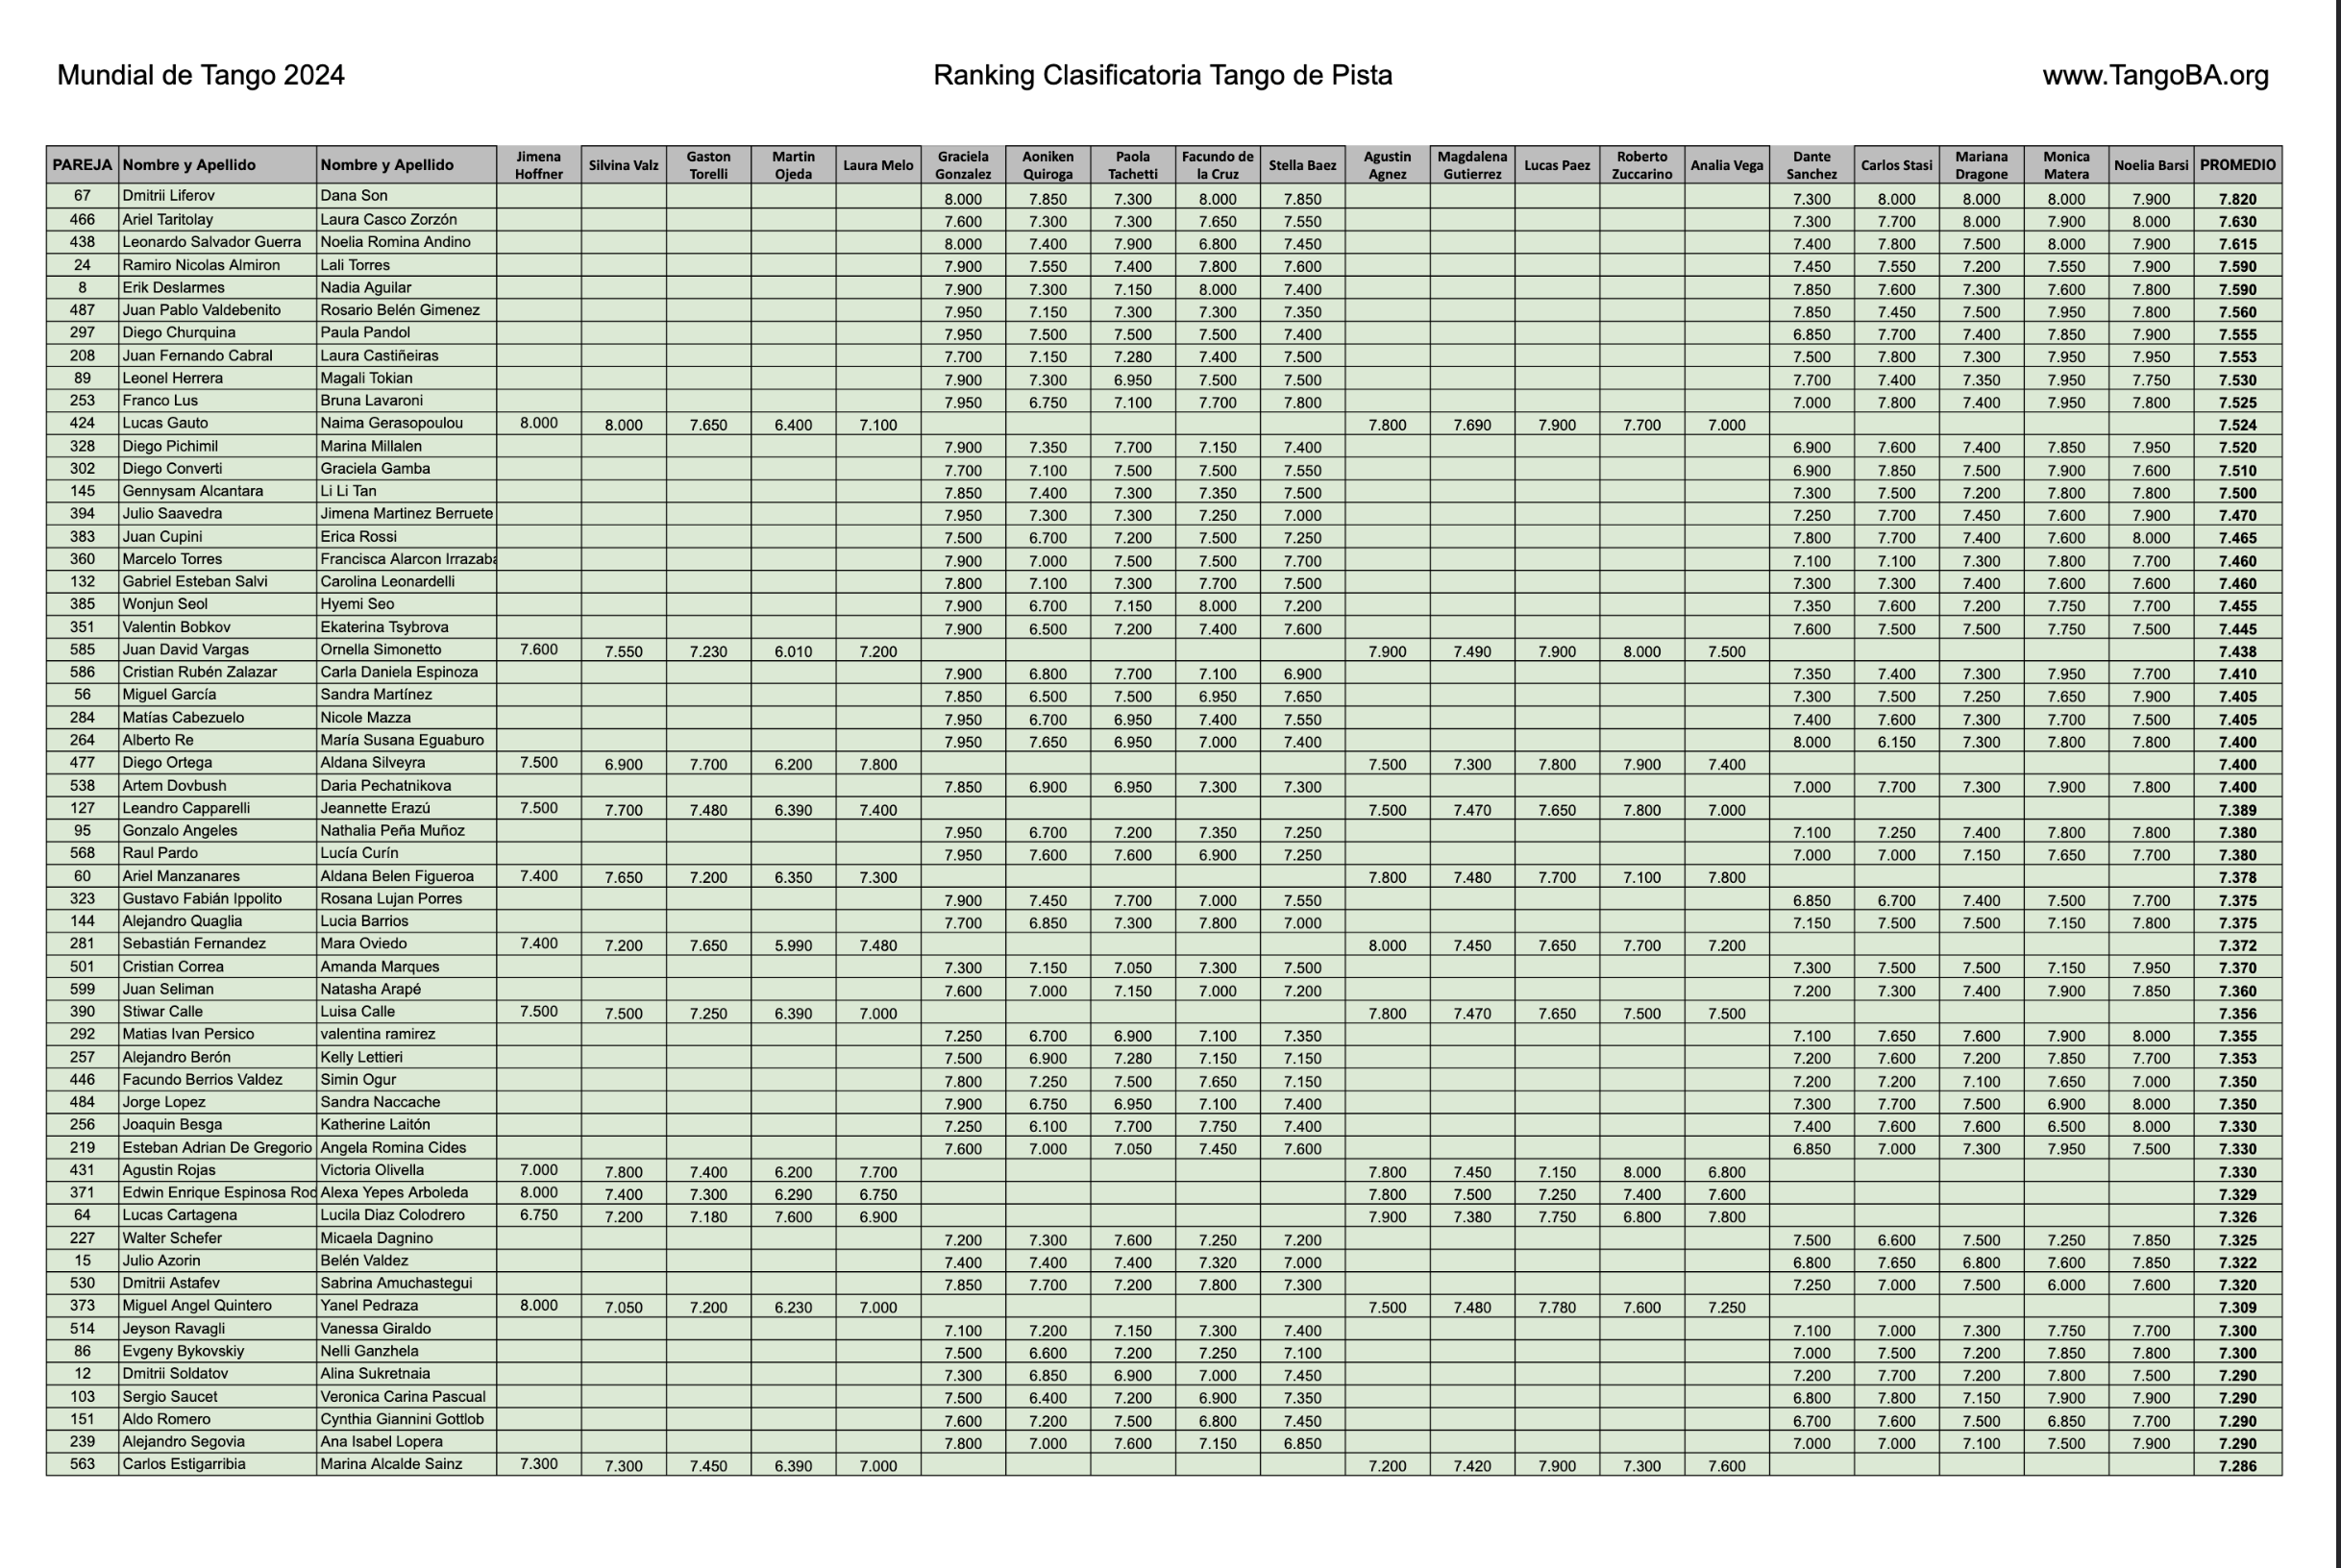 Mundial de Tango 2024 Ranking Clasificatoria Tango de Pista www.TangoBA.org
PAREJA Nombre y Apellido Nombre y Apellido Jimena Hoffner Silvina Valz Gaston Torelli Martin Ojeda Laura Melo Graciela Gonzalez Aoniken Quiroga Paola Tachetti Facundo de la Cruz Stella Baez Agustin Agnez Magdalena Gutierrez Lucas Paez Roberto Zuccarino Analia Vega Dante Sanchez Carlos Stasi Mariana Dragone Monica Matera Noelia Barsi PROMEDIO
67 Dmitrii Liferov Dana Son 8.000 7.850 7.300 8.000 7.850 7.300 8.000 8.000 8.000 7.900 7.820
466 Ariel Taritolay Laura Casco Zorzón 7.600 7.300 7.300 7.650 7.550 7.300 7.700 8.000 7.900 8.000 7.630
438 Leonardo Salvador Guerra Noelia Romina Andino 8.000 7.400 7.900 6.800 7.450 7.400 7.800 7.500 8.000 7.900 7.615
24 Ramiro Nicolas Almiron Lali Torres 7.900 7.550 7.400 7.800 7.600 7.450 7.550 7.200 7.550 7.900 7.590
8 Erik Deslarmes Nadia Aguilar 7.900 7.300 7.150 8.000 7.400 7.850 7.600 7.300 7.600 7.800 7.590
487 Juan Pablo Valdebenito Rosario Belén Gimenez 7.950 7.150 7.300 7.300 7.350 7.850 7.450 7.500 7.950 7.800 7.560
297 Diego Churquina Paula Pandol 7.950 7.500 7.500 7.500 7.400 6.850 7.700 7.400 7.850 7.900 7.555
208 Juan Fernando Cabral Laura Castiñeiras 7.700 7.150 7.280 7.400 7.500 7.500 7.800 7.300 7.950 7.950 7.553
89 Leonel Herrera Magali Tokian 7.900 7.300 6.950 7.500 7.500 7.700 7.400 7.350 7.950 7.750 7.530
253 Franco Lus Bruna Lavaroni 7.950 6.750 7.100 7.700 7.800 7.000 7.800 7.400 7.950 7.800 7.525
424 Lucas Gauto Naima Gerasopoulou 8.000 8.000 7.650 6.400 7.100 7.800 7.690 7.900 7.700 7.000 7.524
328 Diego Pichimil Marina Millalen 7.900 7.350 7.700 7.150 7.400 6.900 7.600 7.400 7.850 7.950 7.520
302 Diego Converti Graciela Gamba 7.700 7.100 7.500 7.500 7.550 6.900 7.850 7.500 7.900 7.600 7.510
145 Gennysam Alcantara Li Li Tan 7.850 7.400 7.300 7.350 7.500 7.300 7.500 7.200 7.800 7.800 7.500
394 Julio Saavedra Jimena Martinez Berruete 7.950 7.300 7.300 7.250 7.000 7.250 7.700 7.450 7.600 7.900 7.470
383 Juan Cupini Erica Rossi 7.500 6.700 7.200 7.500 7.250 7.800 7.700 7.400 7.600 8.000 7.465
360 Marcelo Torres Francisca Alarcon Irrazaba 7.900 7.000 7.500 7.500 7.700 7.100 7.100 7.300 7.800 7.700 7.460
132 Gabriel Esteban Salvi Carolina Leonardelli 7.800 7.100 7.300 7.700 7.500 7.300 7.300 7.400 7.600 7.600 7.460
385 Wonjun Seol Hyemi Seo 7.900 6.700 7.150 8.000 7.200 7.350 7.600 7.200 7.750 7.700 7.455
351 Valentin Bobkov Ekaterina Tsybrova 7.900 6.500 7.200 7.400 7.600 7.600 7.500 7.500 7.750 7.500 7.445
585 Juan David Vargas Ornella Simonetto 7.600 7.550 7.230 6.010 7.200 7.900 7.490 7.900 8.000 7.500 7.438
586 Cristian Rubén Zalazar Carla Daniela Espinoza 7.900 6.800 7.700 7.100 6.900 7.350 7.400 7.300 7.950 7.700 7.410
56 Miguel García Sandra Martínez 7.850 6.500 7.500 6.950 7.650 7.300 7.500 7.250 7.650 7.900 7.405
284 Matías Cabezuelo Nicole Mazza 7.950 6.700 6.950 7.400 7.550 7.400 7.600 7.300 7.700 7.500 7.405
264 Alberto Re María Susana Eguaburo 7.950 7.650 6.950 7.000 7.400 8.000 6.150 7.300 7.800 7.800 7.400
477 Diego Ortega Aldana Silveyra 7.500 6.900 7.700 6.200 7.800 7.500 7.300 7.800 7.900 7.400 7.400
538 Artem Dovbush Daria Pechatnikova 7.850 6.900 6.950 7.300 7.300 7.000 7.700 7.300 7.900 7.800 7.400
127 Leandro Capparelli Jeannette Erazú 7.500 7.700 7.480 6.390 7.400 7.500 7.470 7.650 7.800 7.000 7.389
95 Gonzalo Angeles Nathalia Peña Muñoz 7.950 6.700 7.200 7.350 7.250 7.100 7.250 7.400 7.800 7.800 7.380
568 Raul Pardo Lucía Curín 7.950 7.600 7.600 6.900 7.250 7.000 7.000 7.150 7.650 7.700 7.380
60 Ariel Manzanares Aldana Belen Figueroa 7.400 7.650 7.200 6.350 7.300 7.800 7.480 7.700 7.100 7.800 7.378
323 Gustavo Fabián Ippolito Rosana Lujan Porres 7.900 7.450 7.700 7.000 7.550 6.850 6.700 7.400 7.500 7.700 7.375
144 Alejandro Quaglia Lucia Barrios 7.700 6.850 7.300 7.800 7.000 7.150 7.500 7.500 7.150 7.800 7.375
281 Sebastián Fernandez Mara Oviedo 7.400 7.200 7.650 5.990 7.480 8.000 7.450 7.650 7.700 7.200 7.372
501 Cristian Correa Amanda Marques 7.300 7.150 7.050 7.300 7.500 7.300 7.500 7.500 7.150 7.950 7.370
599 Juan Seliman Natasha Arapé 7.600 7.000 7.150 7.000 7.200 7.200 7.300 7.400 7.900 7.850 7.360
390 Stiwar Calle Luisa Calle 7.500 7.500 7.250 6.390 7.000 7.800 7.470 7.650 7.500 7.500 7.356
292 Matias Ivan Persico valentina ramirez 7.250 6.700 6.900 7.100 7.350 7.100 7.650 7.600 7.900 8.000 7.355
257 Alejandro Berón Kelly Lettieri 7.500 6.900 7.280 7.150 7.150 7.200 7.600 7.200 7.850 7.700 7.353
446 Facundo Berrios Valdez Simin Ogur 7.800 7.250 7.500 7.650 7.150 7.200 7.200 7.100 7.650 7.000 7.350
484 Jorge Lopez Sandra Naccache 7.900 6.750 6.950 7.100 7.400 7.300 7.700 7.500 6.900 8.000 7.350
256 Joaquin Besga Katherine Laitón 7.250 6.100 7.700 7.750 7.400 7.400 7.600 7.600 6.500 8.000 7.330
219 Esteban Adrian De Gregorio Angela Romina Cides 7.600 7.000 7.050 7.450 7.600 6.850 7.000 7.300 7.950 7.500 7.330
431 Agustin Rojas Victoria Olivella 7.000 7.800 7.400 6.200 7.700 7.800 7.450 7.150 8.000 6.800 7.330
371 Edwin Enrique Espinosa Rod Alexa Yepes Arboleda 8.000 7.400 7.300 6.290 6.750 7.800 7.500 7.250 7.400 7.600 7.329
64 Lucas Cartagena Lucila Diaz Colodrero 6.750 7.200 7.180 7.600 6.900 7.900 7.380 7.750 6.800 7.800 7.326
227 Walter Schefer Micaela Dagnino 7.200 7.300 7.600 7.250 7.200 7.500 6.600 7.500 7.250 7.850 7.325
15 Julio Azorin Belén Valdez 7.400 7.400 7.400 7.320 7.000 6.800 7.650 6.800 7.600 7.850 7.322
530 Dmitrii Astafev Sabrina Amuchastegui 7.850 7.700 7.200 7.800 7.300 7.250 7.000 7.500 6.000 7.600 7.320
373 Miguel Angel Quintero Yanel Pedraza 8.000 7.050 7.200 6.230 7.000 7.500 7.480 7.780 7.600 7.250 7.309
514 Jeyson Ravagli Vanessa Giraldo 7.100 7.200 7.150 7.300 7.400 7.100 7.000 7.300 7.750 7.700 7.300
86 Evgeny Bykovskiy Nelli Ganzhela 7.500 6.600 7.200 7.250 7.100 7.000 7.500 7.200 7.850 7.800 7.300
12 Dmitrii Soldatov Alina Sukretnaia 7.300 6.850 6.900 7.000 7.450 7.200 7.700 7.200 7.800 7.500 7.290
103 Sergio Saucet Veronica Carina Pascual 7.500 6.400 7.200 6.900 7.350 6.800 7.800 7.150 7.900 7.900 7.290
151 Aldo Romero Cynthia Giannini Gottlob 7.600 7.200 7.500 6.800 7.450 6.700 7.600 7.500 6.850 7.700 7.290
239 Alejandro Segovia Ana Isabel Lopera 7.800 7.000 7.600 7.150 6.850 7.000 7.000 7.100 7.500 7.900 7.290
563 Carlos Estigarribia Marina Alcalde Sainz 7.300 7.300 7.450 6.390 7.000 7.200 7.420 7.900 7.300 7.600 7.286